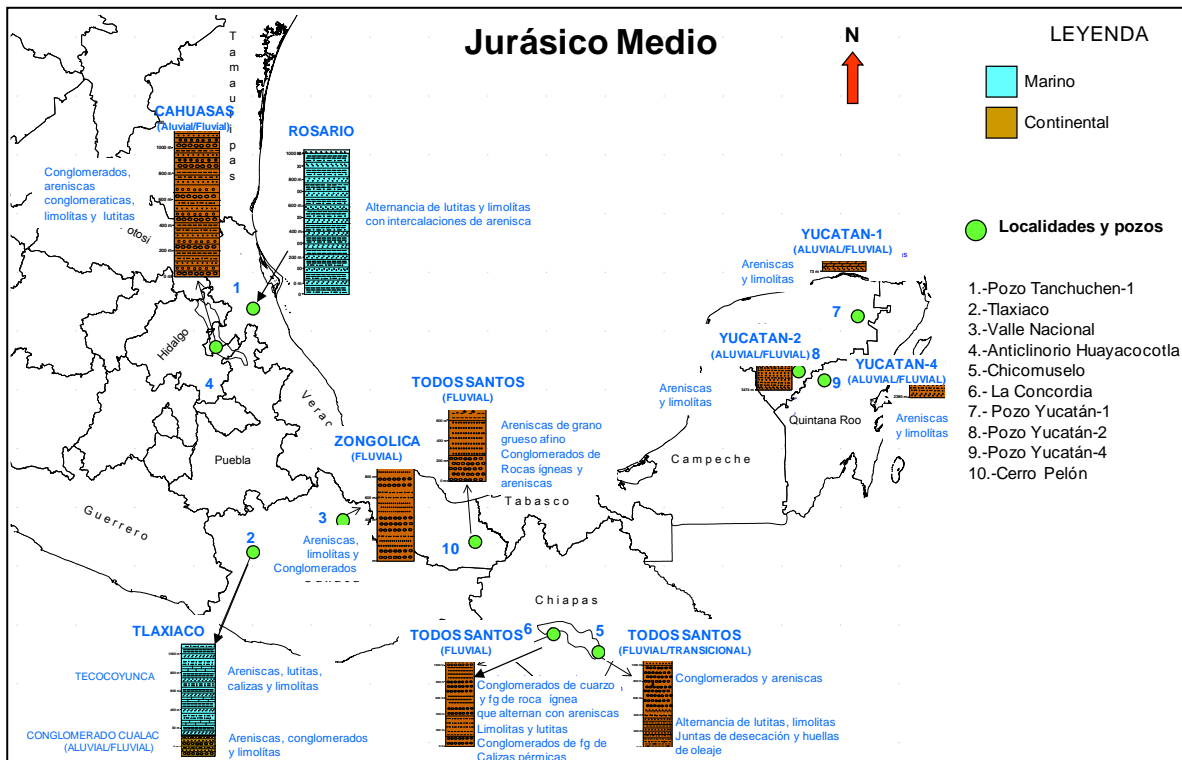 Jurásico Medio
N
LEYENDA
Marino
Continental
Localidades y pozos
1.-Pozo Tanchuchen-1
2.-Tlaxiaco
3.-Valle Nacional
4.-Anticlinorio Huayacocotla
5.-Chicomuselo
6.- La Concordia
7.- Pozo Yucatán-1
8.-Pozo Yucatán-2
9.-Pozo Yucatán-4
10.-Cerro Pelón
Tamaulipas
CAHUASAS
(Aluvial/Fluvial)
Conglomerados,
areniscas
conglomeraticas,
limolitas y lutitas
otosi
ROSARIO
Alternancia de lutitas y limolitas
con intercalaciones de arenisca
1
Hidalgo
4
Verac
Puebla
Guerrero
YUCATAN-1
(ALUVIAL/FLUVIAL)
Areniscas
y limolitas
7
YUCATAN-2
(ALUVIAL/FLUVIAL)
8
Areniscas
y limolitas
9
YUCATAN-4
(ALUVIAL/FLUVIAL)
Areniscas
y limolitas
Quintana Roo
Campeche
TODOS SANTOS
(FLUVIAL)
Areniscas de grano
grueso afino
Conglomerados de
Rocas ígneas y
areniscas
Tabasco
10
ZONGOLICA
(FLUVIAL)
3
Areniscas,
limolitas y
Conglomerados
2
Chiapas
TLAXIACO
TECOCOYUNCA
Areniscas, lutitas,
calizas y limolitas
CONGLOMERADO CUALAC
(ALUVIAL/FLUVIAL)
Areniscas, conglomerados
y limolitas
TODOS SANTOS
(FLUVIAL)
6
Conglomerados de cuarzo
y fg de roca ígnea
que alternan con areniscas
Limolitas y lutitas
Conglomerados de fg de
Calizas pérmicas
5
TODOS SANTOS
(FLUVIAL/TRANSICIONAL)
Conglomerados y areniscas
Alternancia de lutitas, limolitas
Juntas de desecación y huellas
de oleaje